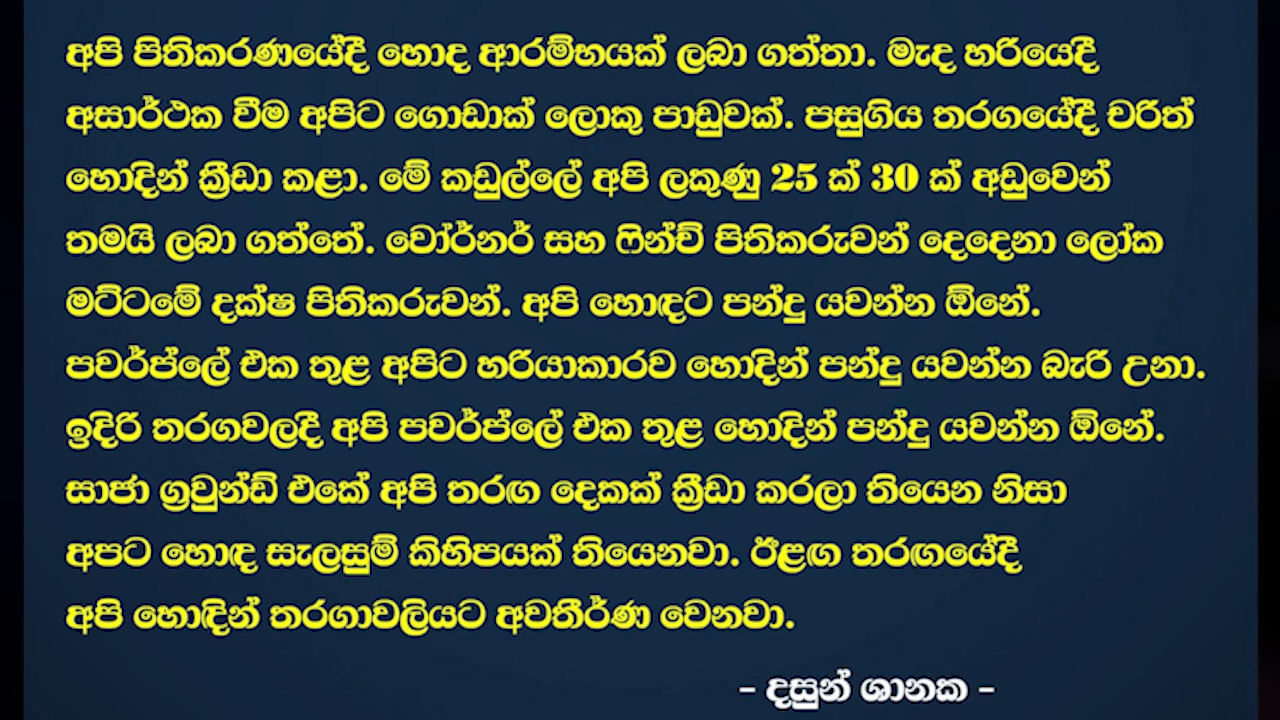 අපි පිතිකරණයේදී හොද ආරම්භයක් ලබා ගත්තා. මැද හරියෙදී
අසාර්ථක වීම අපිට ගොඩාක් ලොකු පාඩුවක්. පසුගිය තරගයේදී චරිත්
හොදින් ක්‍රීඩා කළා. මේ කඩුල්ලේ අපි ලකුණු 25 ක් 30 ක් අඩුවෙන්
තමයි ලබා ගත්තේ. වෝර්නර් සහ ෆින්ච් පිතිකරුවන් දෙදෙනා ලෝක
මට්ටමේ දක්ෂ පිතිකරුවන්. අපි හොඳට පන්දු යවන්න ඕනේ.
පවර්ප්ලේ එක තුළ අපිට හරියාකාරව හොදින් පන්දු යවන්න බැරි උනා.
ඉදිරි තරගවලදී අපි පවර්ප්ලේ එක තුළ හොදින් පන්දු යවන්න ඕනේ.
සාජා ග්‍රවුන්ඩ් එකේ අපි තරඟ දෙකක් ක්‍රීඩා කරලා තියෙන නිසා
අපට හොඳ සැලසුම් කිහිපයක් තියෙනවා. ඊළඟ තරඟයේදී
අපි හොඳින් තරගාවලියට අවතීර්ණ වෙනවා.
- දසුන් ශානක -